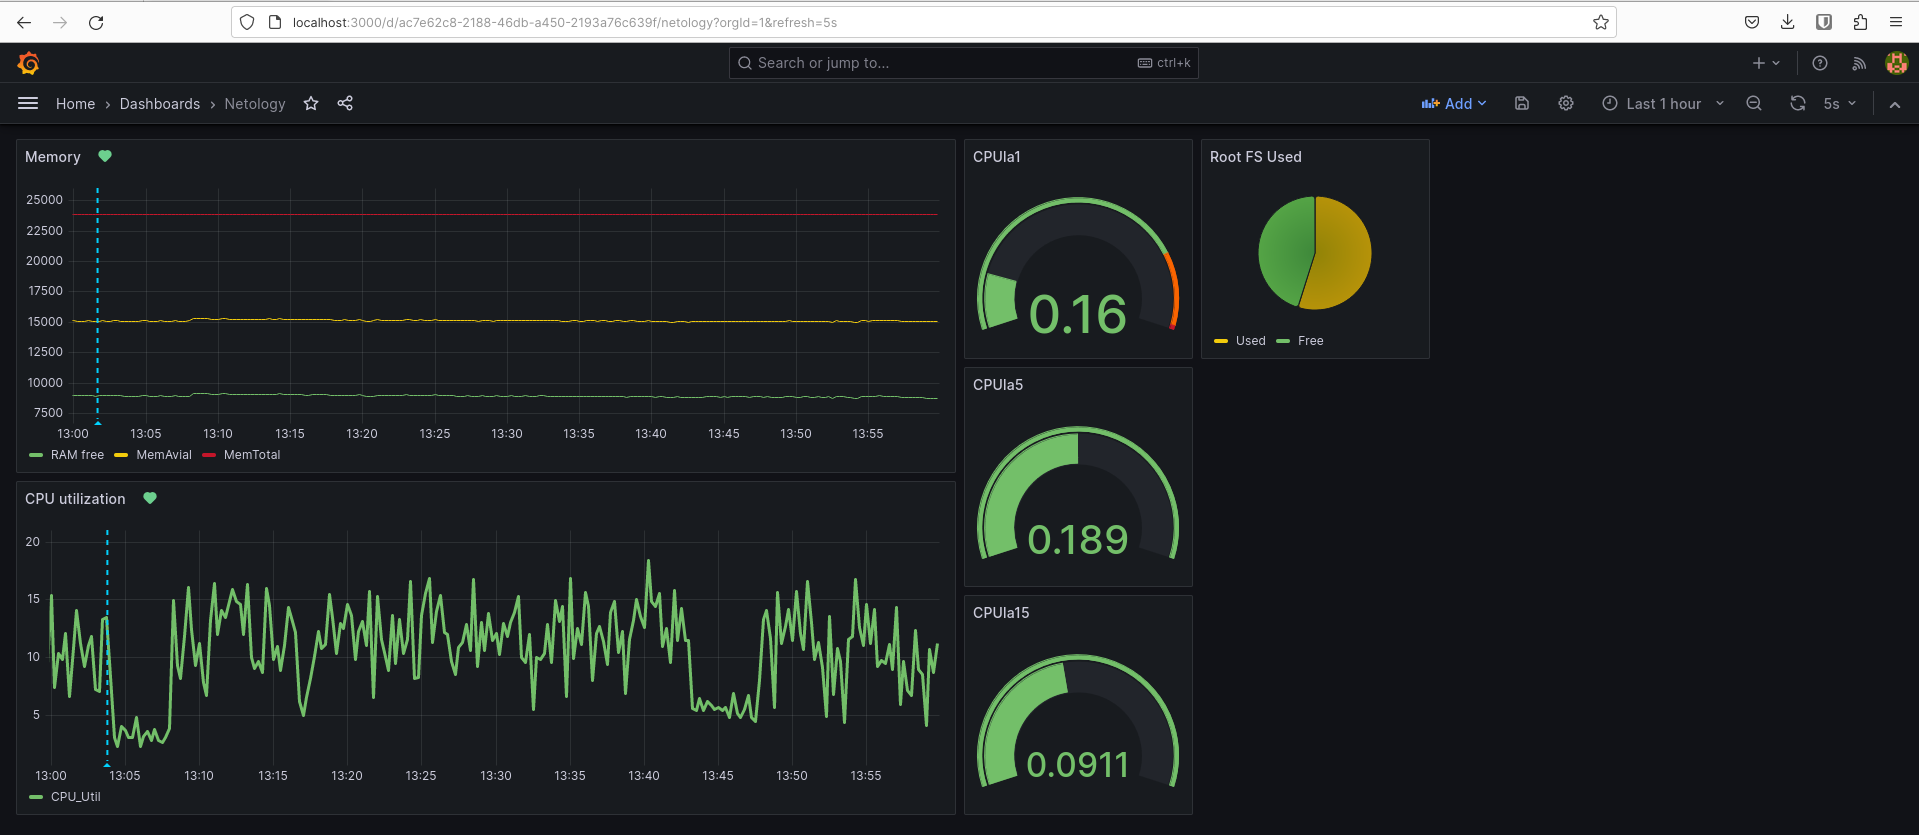 localhost:3000/d/ac7e62c8-2188-46db-a450-2193a76c639f/netology?orgId=1&refresh=5s
Search or jump to... ctrl+k
Home › Dashboards › Netology
Add Last 1 hour 5s
Memory
25000
22500
20000
17500
15000
12500
10000
7500
13:00 13:05 13:10 13:15 13:20 13:25 13:30 13:35 13:40 13:45 13:50 13:55
RAM free MemAvial MemTotal
CPU utilization
20
15
10
5
13:00 13:05 13:10 13:15 13:20 13:25 13:30 13:35 13:40 13:45 13:50 13:55
CPU_Util
CPUla1
0.16
CPUla5
0.189
CPUla15
0.0911
Root FS Used
Used Free